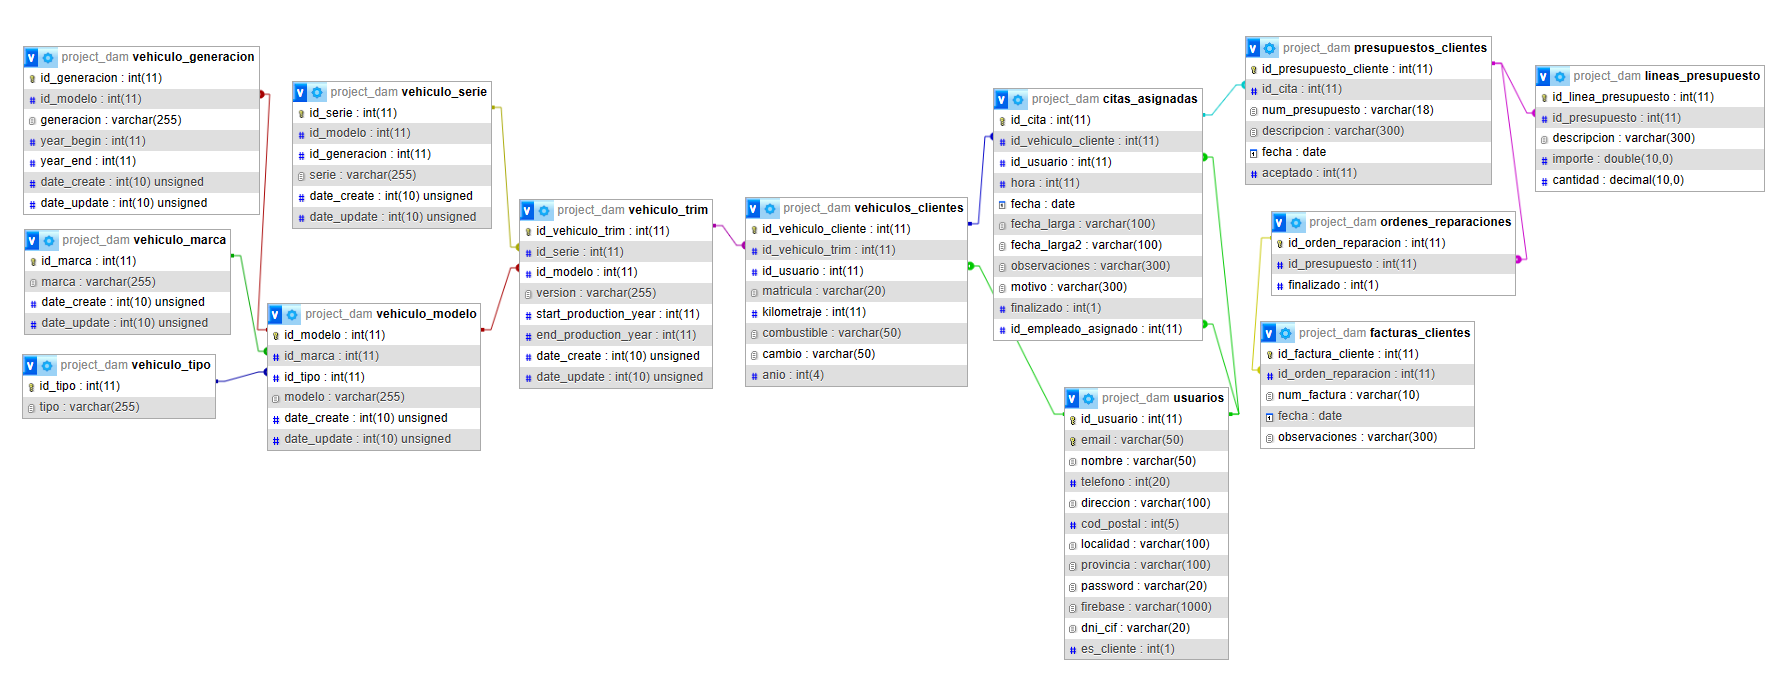 project_dam vehiculo_generacion
id_generacion : int(11)
id_modelo : int(11)
generacion : varchar(255)
year_begin : int(11)
year_end : int(11)
date_create : int(10) unsigned
date_update : int(10) unsigned
project_dam vehiculo_marca
id_marca : int(11)
marca : varchar(255)
date_create : int(10) unsigned
date_update : int(10) unsigned
project_dam vehiculo_tipo
id_tipo : int(11)
tipo : varchar(255)
project_dam vehiculo_serie
id_serie : int(11)
id_modelo : int(11)
id_generacion : int(11)
serie : varchar(255)
date_create : int(10) unsigned
date_update : int(10) unsigned
project_dam vehiculo_modelo
id_modelo : int(11)
id_marca : int(11)
id_tipo : int(11)
modelo : varchar(255)
date_create : int(10) unsigned
date_update : int(10) unsigned
project_dam vehiculo_trim
id_vehiculo_trim : int(11)
id_serie : int(11)
id_modelo : int(11)
version : varchar(255)
start_production_year : int(11)
end_production_year : int(11)
date_create : int(10) unsigned
date_update : int(10) unsigned
project_dam vehiculos_clientes
id_vehiculo_cliente : int(11)
id_vehiculo_trim : int(11)
id_usuario : int(11)
matricula : varchar(20)
kilometraje : int(11)
combustible : varchar(50)
cambio : varchar(50)
anio : int(4)
project_dam citas_asignadas
id_cita : int(11)
id_vehiculo_cliente : int(11)
id_usuario : int(11)
hora : int(11)
fecha : date
fecha_larga : varchar(100)
fecha_larga2 : varchar(100)
observaciones : varchar(300)
motivo : varchar(300)
finalizado : int(1)
id_empleado_asignado : int(11)
project_dam usuarios
id_usuario : int(11)
email : varchar(50)
nombre : varchar(50)
telefono : int(20)
direccion : varchar(100)
cod_postal : int(5)
localidad : varchar(100)
provincia : varchar(100)
password : varchar(20)
firebase : varchar(1000)
dni_cif : varchar(20)
es_cliente : int(1)
project_dam presupuestos_clientes
id_presupuesto_cliente : int(11)
id_cita : int(11)
num_presupuesto : varchar(18)
descripcion : varchar(300)
fecha : date
aceptado : int(11)
project_dam ordenes_reparaciones
id_orden_reparacion : int(11)
id_presupuesto : int(11)
finalizado : int(1)
project_dam facturas_clientes
id_factura_cliente : int(11)
id_orden_reparacion : int(11)
num_factura : varchar(10)
fecha : date
observaciones : varchar(300)
project_dam lineas_presupuesto
id_linea_presupuesto : int(11)
id_presupuesto : int(11)
descripcion : varchar(300)
importe : double(10,0)
cantidad : decimal(10,0)